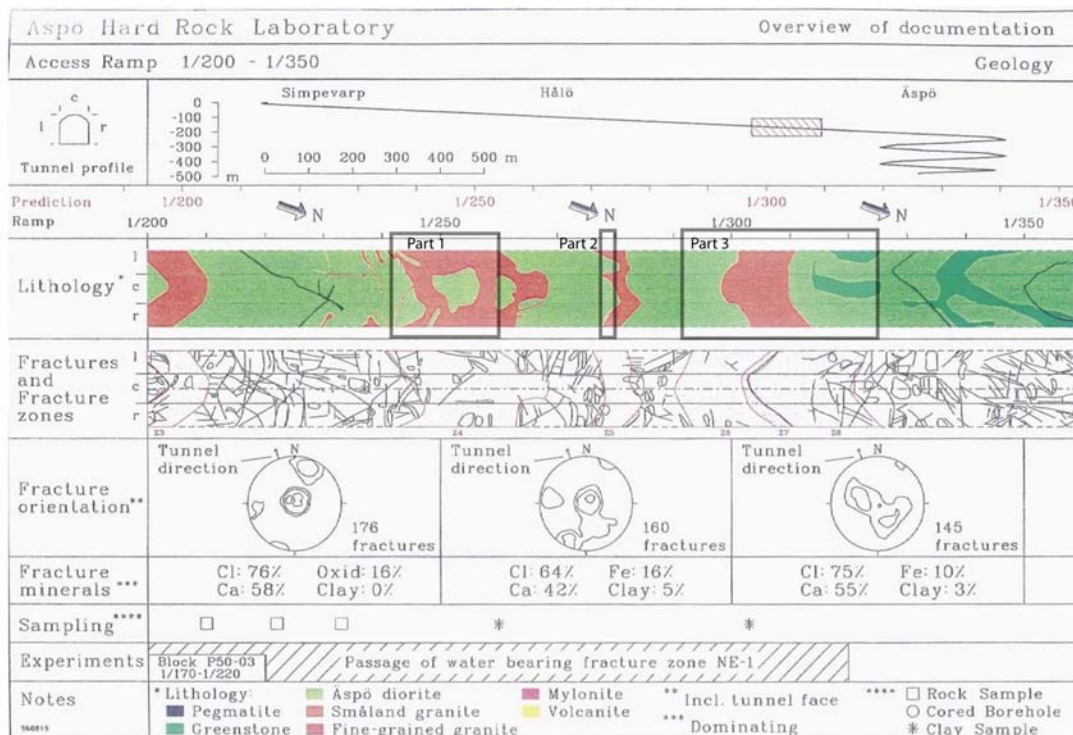 Äspö Hard Rock Laboratory Overview of documentation
Access Ramp 1/200 - 1/350 Geology
c
l r
Tunnel profile
0
-100
-200
-300
-400
-500 m
Simpevarp Hålö Äspö
0 100 200 300 400 500 m
Prediction 1/200 1/250 1/300 1/350
N N N
Ramp 1/200 1/250 1/300 1/350
Part 1 Part 2 Part 3
Lithology *
l
c
r
Fractures and Fracture zones
l
c
r
Z3 Z4 Z5 Z6 Z7 Z8
Fracture orientation **
Tunnel direction N 176 fractures
Tunnel direction N 160 fractures
Tunnel direction N 145 fractures
Fracture minerals ***
Cl: 76% Oxid: 16%
Ca: 58% Clay: 0%
Cl: 64% Fe: 16%
Ca: 42% Clay: 5%
Cl: 75% Fe: 10%
Ca: 55% Clay: 3%
Sampling ****
Experiments
Block P50-03
1/170-1/220
Passage of water bearing fracture zone NE-1
Notes
* Lithology:
Pegmatite
Greenstone
Äspö diorite
Småland granite
Fine-grained granite
Mylonite
Volcanite
** Incl. tunnel face
*** Dominating
**** Rock Sample
Cored Borehole
Clay Sample